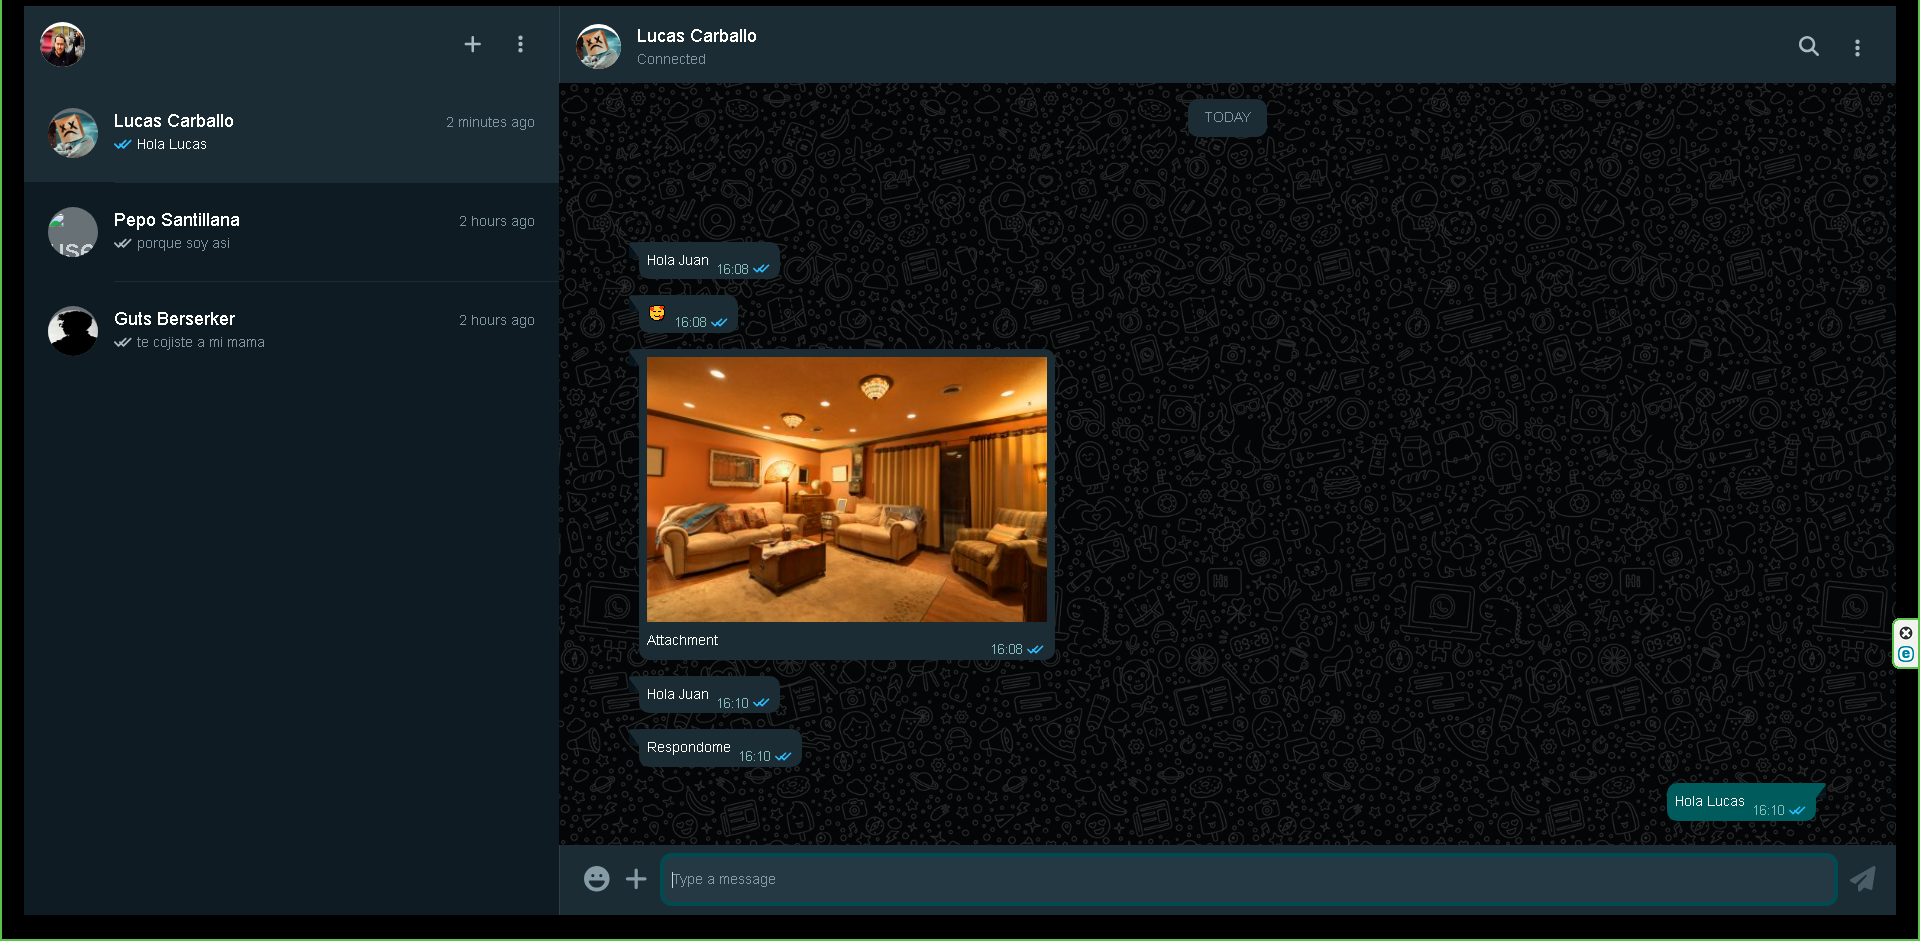 Lucas Carballo
2 minutes ago
Hola Lucas
Pepo Santillana
2 hours ago
porque soy asi
Guts Berserker
2 hours ago
te cojiste a mi mama
Lucas Carballo
Connected
TODAY
Hola Juan 16:08
16:08
Attachment
16:08
Hola Juan 16:10
Respondome 16:10
Hola Lucas 16:10
Type a message